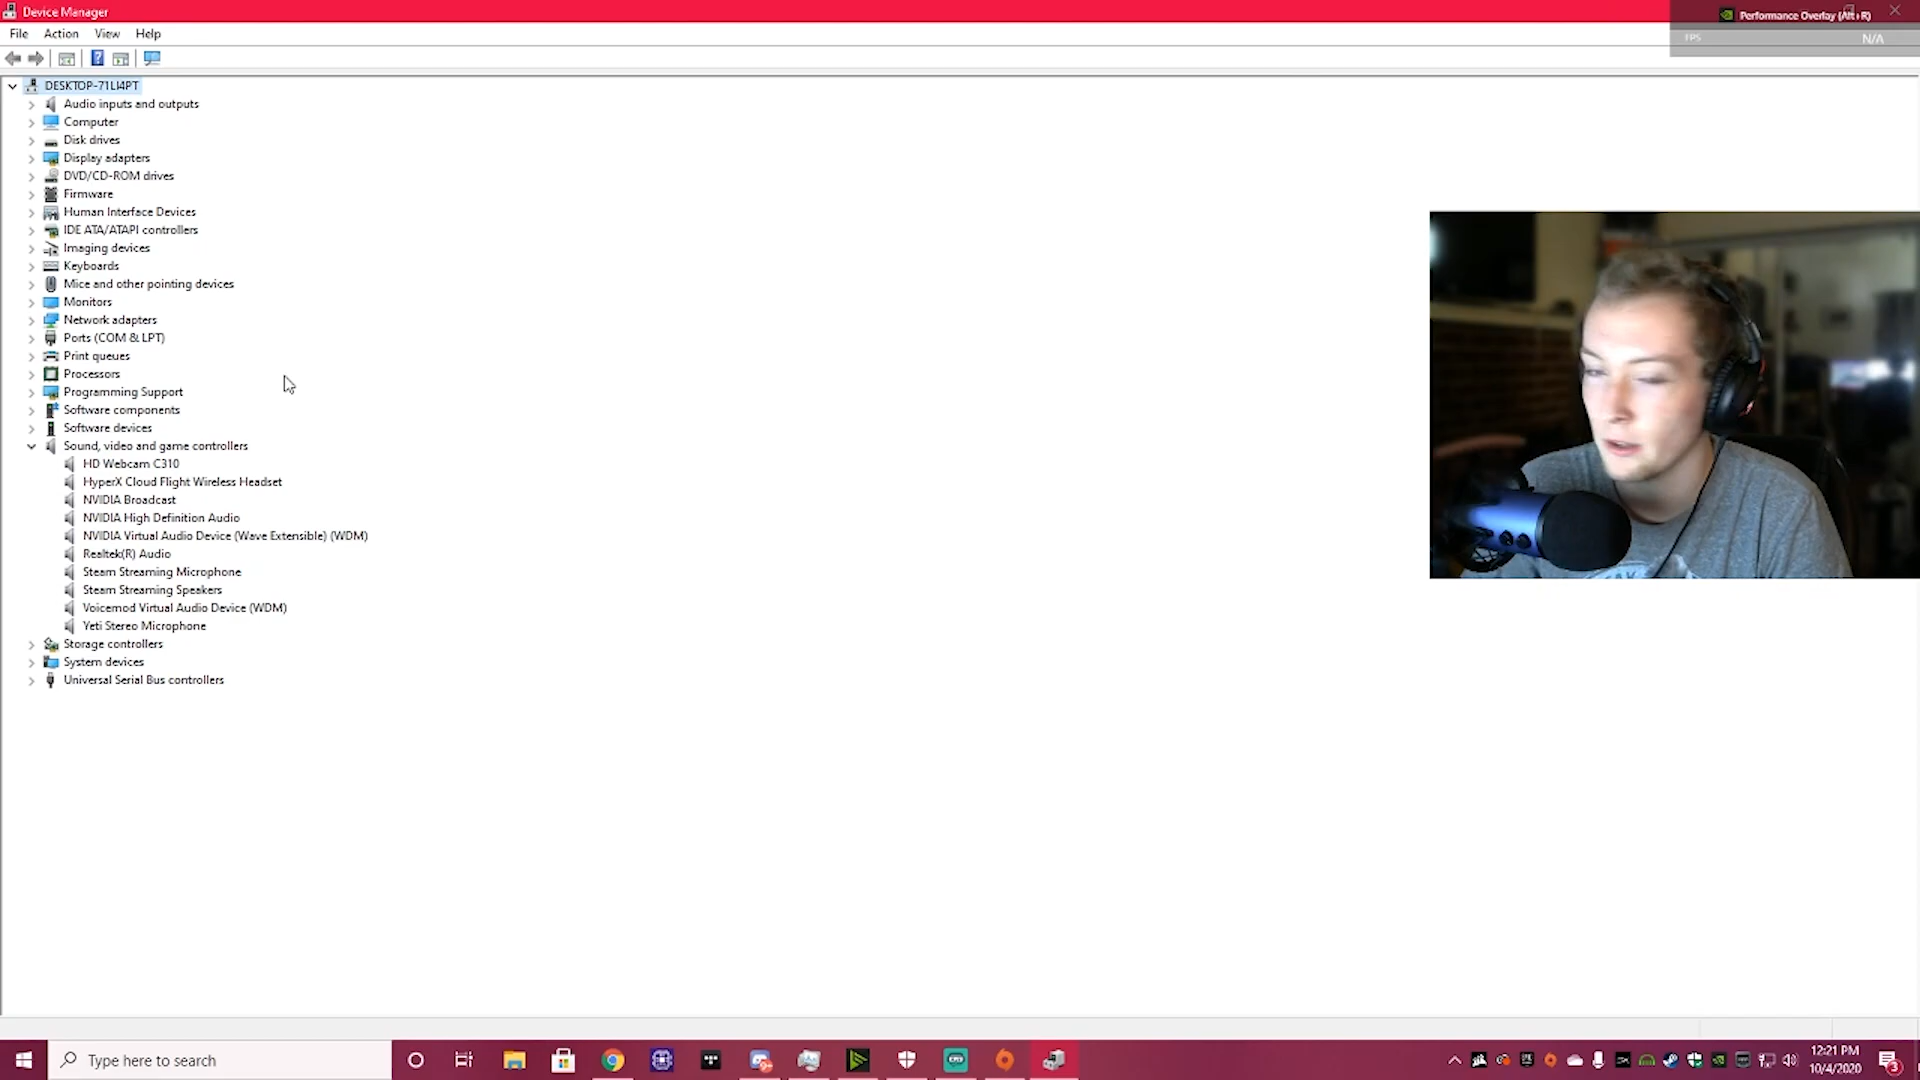 Device Manager
Performance Overlay (Alt+R)
File Action View Help
FPS N/A
DESKTOP-71LI4PT
Audio inputs and outputs
Computer
Disk drives
Display adapters
DVD/CD-ROM drives
Firmware
Human Interface Devices
IDE ATA/ATAPI controllers
Imaging devices
Keyboards
Mice and other pointing devices
Monitors
Network adapters
Ports (COM & LPT)
Print queues
Processors
Programming Support
Software components
Software devices
Sound, video and game controllers
HD Webcam C310
HyperX Cloud Flight Wireless Headset
NVIDIA Broadcast
NVIDIA High Definition Audio
NVIDIA Virtual Audio Device (Wave Extensible) (WDM)
Realtek(R) Audio
Steam Streaming Microphone
Steam Streaming Speakers
Voicemod Virtual Audio Device (WDM)
Yeti Stereo Microphone
Storage controllers
System devices
Universal Serial Bus controllers
Type here to search
12:21 PM
10/4/2020
3